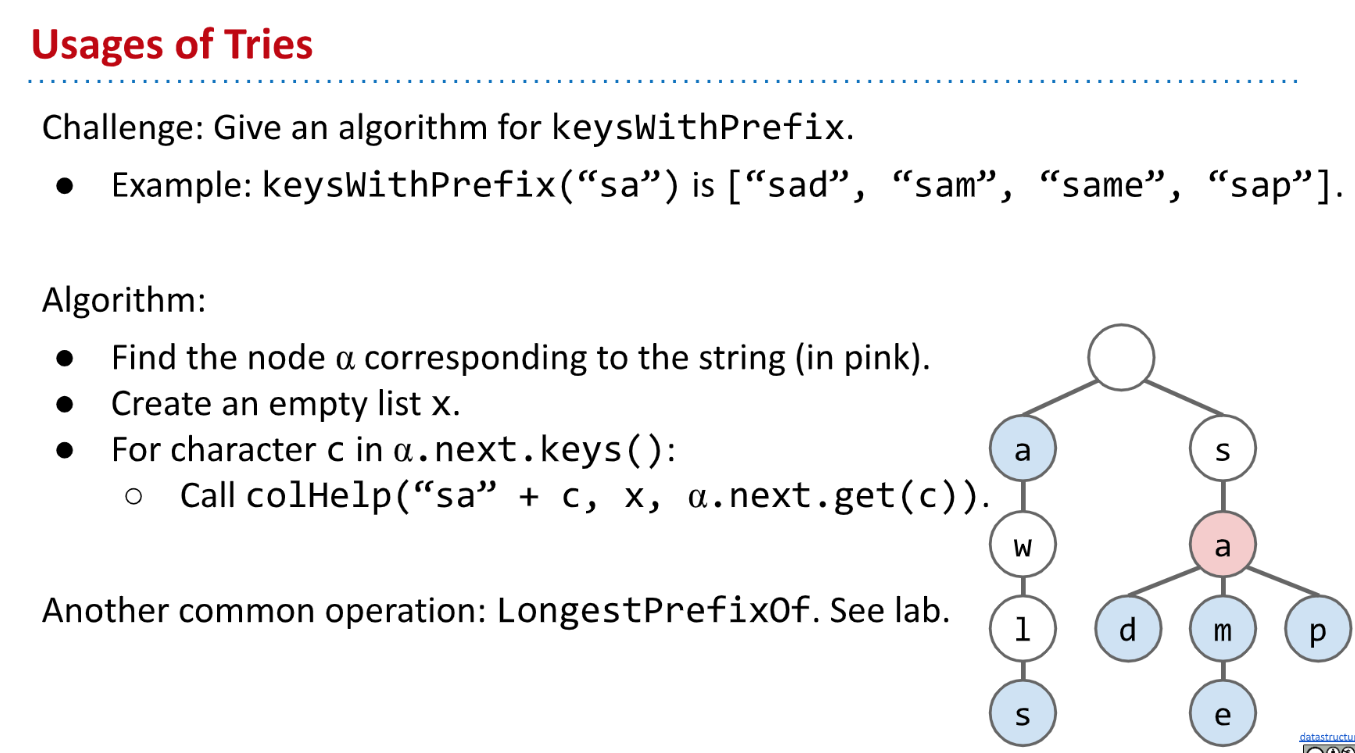 Usages of Tries
Challenge: Give an algorithm for keysWithPrefix.
● Example: keysWithPrefix(“sa”) is [“sad”, “sam”, “same”, “sap”].
Algorithm:
● Find the node α corresponding to the string (in pink).
● Create an empty list x.
● For character c in α.next.keys():
○ Call colHelp(“sa” + c, x, α.next.get(c)).
Another common operation: LongestPrefixOf. See lab.
a s
w a
l d m p
s e
datastructur